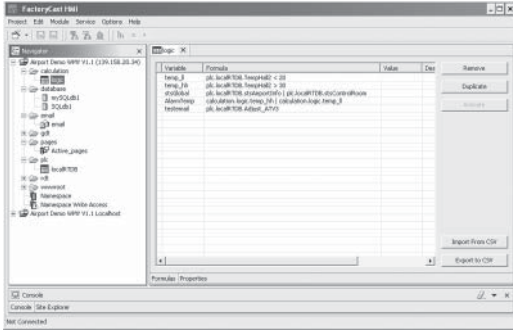 FactoryCast HMI
Project Edit Module Service Options Help
Navigator
Airport Demo WPW V1.1 (139.158.20.34)
calculation
logic
database
mySQLdb1
SQLdb1
email
email
gdt
pages
Active_pages
plc
localRTDB
rdt
wwwroot
Namespace
Namespace Write Access
Airport Demo WPW V1.1 Localhost
logic
Variable Formula Value Des
temp_ll plc.localRTDB.TempHall2 < 20
temp_hh plc.localRTDB.TempHall2 > 30
stsGlobal plc.localRTDB.stsAirportInfo | plc.localRTDB.stsControlRoom
AlarmTemp calculation.logic.temp_hh | calculation.logic.temp_ll
testemail plc.localRTDB.Adjust_ATV3
Remove
Duplicate
Import From CSV
Export to CSV
Formulas Properties
Console
Console Site Explorer
Not Connected